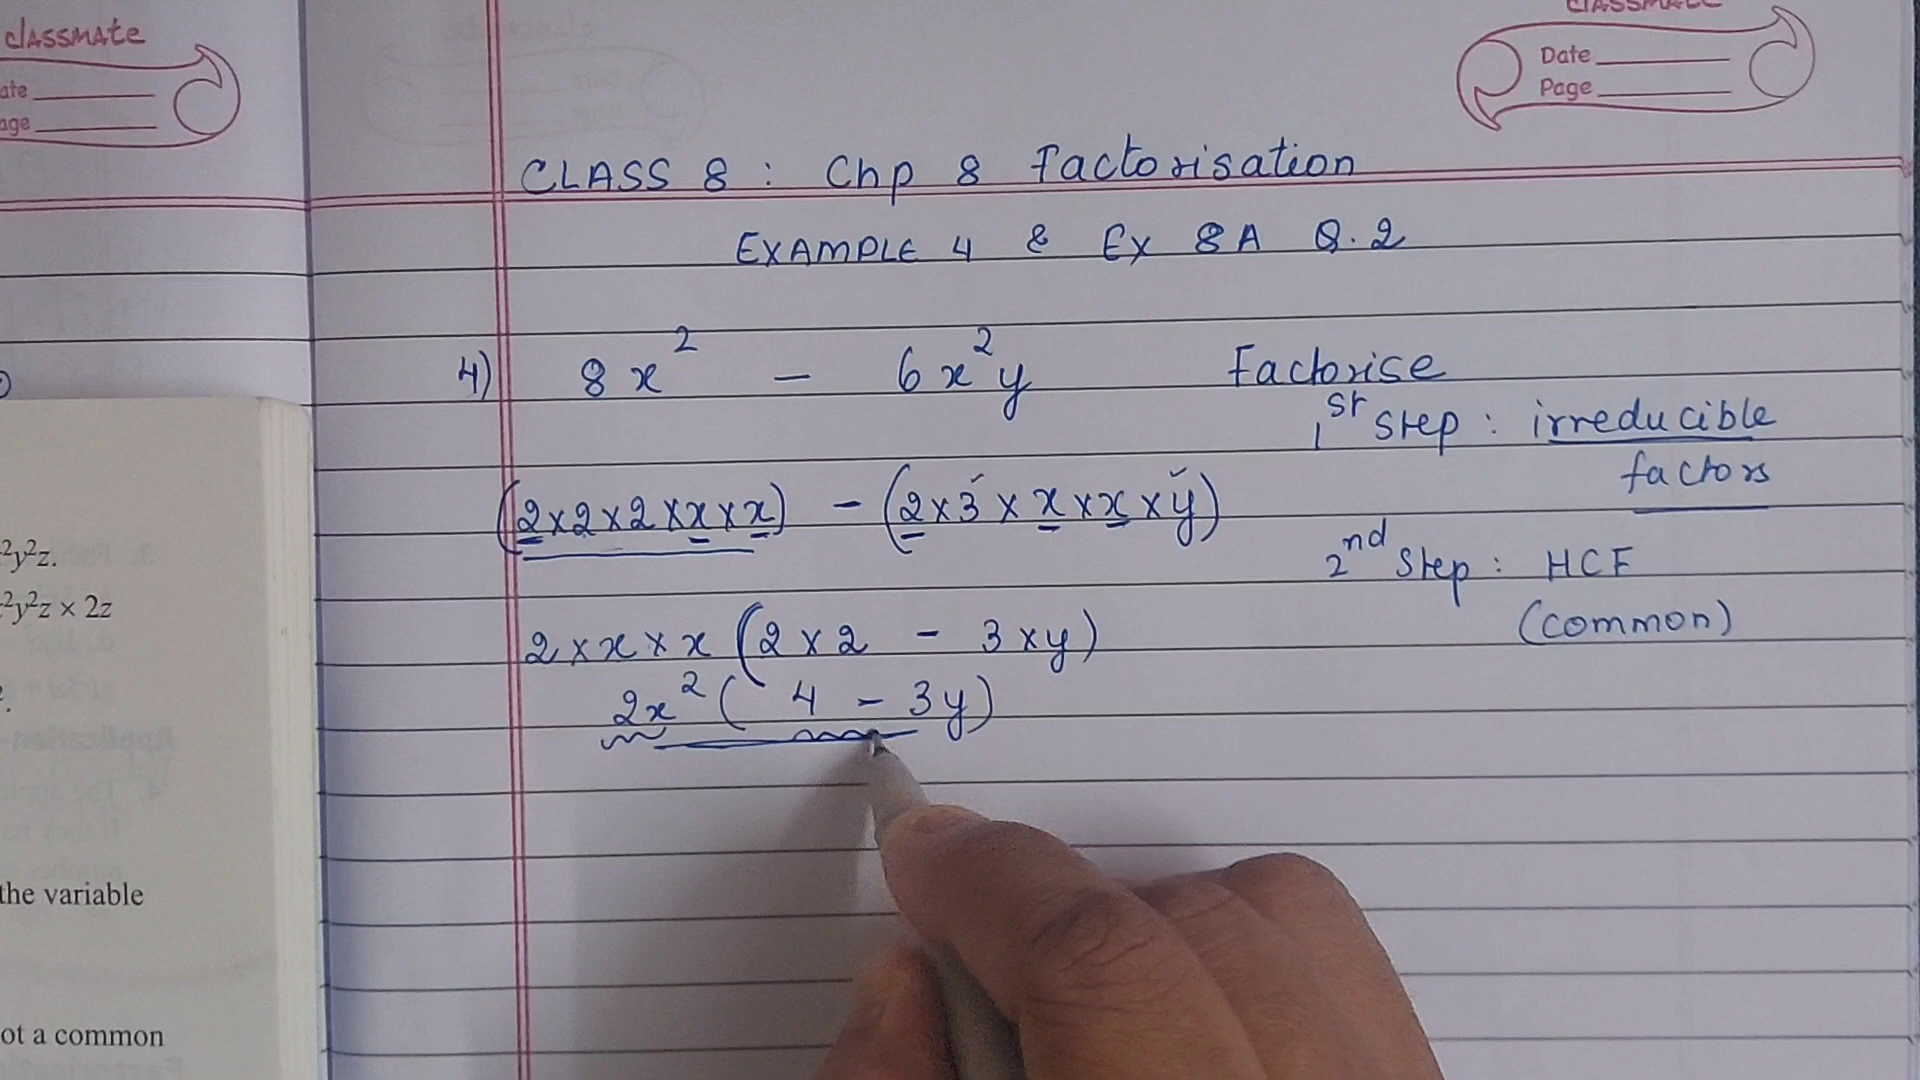 classmate
ate
age
CLASSMATE
Date
Page
CLASS 8 : Chp 8 Factorisation
EXAMPLE 4 & Ex 8A Q.2
4) 8x² - 6x²y Factorise
1st Step : irreducible
factors
(2×2×2×x×x) - (2×3×x×x×y)
2nd Step : HCF
(common)
2×x×x(2×2 - 3×y)
2x²(4 - 3y)
²y²z.
²y²z × 2z
the variable
ot a common